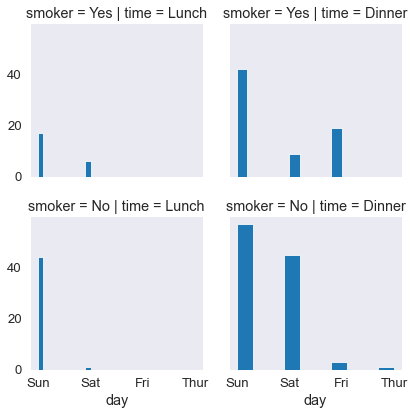 smoker = Yes | time = Lunch
smoker = Yes | time = Dinner
40
20
0
smoker = No | time = Lunch
smoker = No | time = Dinner
40
20
0
Sun Sat Fri Thur
Sun Sat Fri Thur
day
day